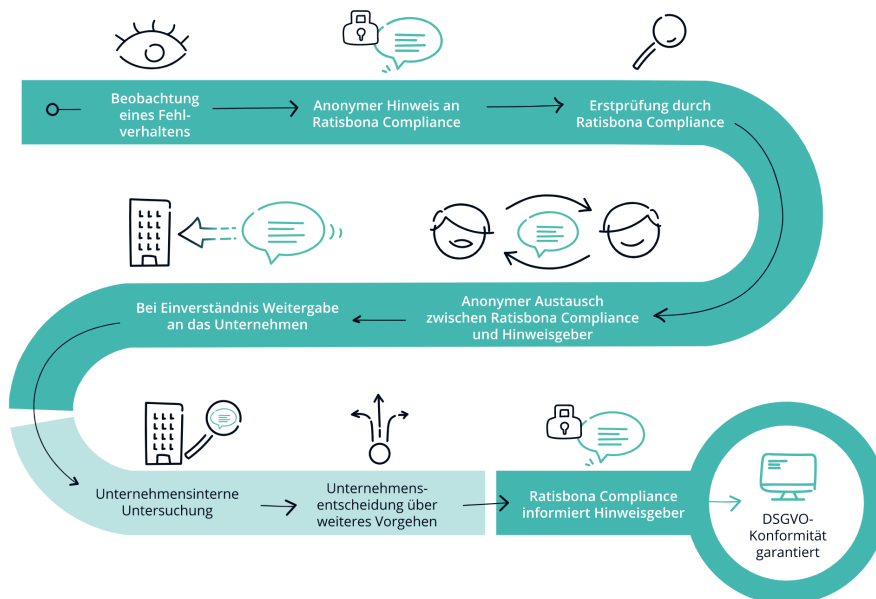 Beobachtung
eines Fehl-
verhaltens
Anonymer Hinweis an
Ratisbona Compliance
Erstprüfung durch
Ratisbona Compliance
Anonymer Austausch
zwischen Ratisbona Compliance
und Hinweisgeber
Bei Einverständnis Weitergabe
an das Unternehmen
Unternehmensinterne
Untersuchung
Unternehmens-
entscheidung über
weiteres Vorgehen
Ratisbona Compliance
informiert Hinweisgeber
DSGVO-
Konformität
garantiert